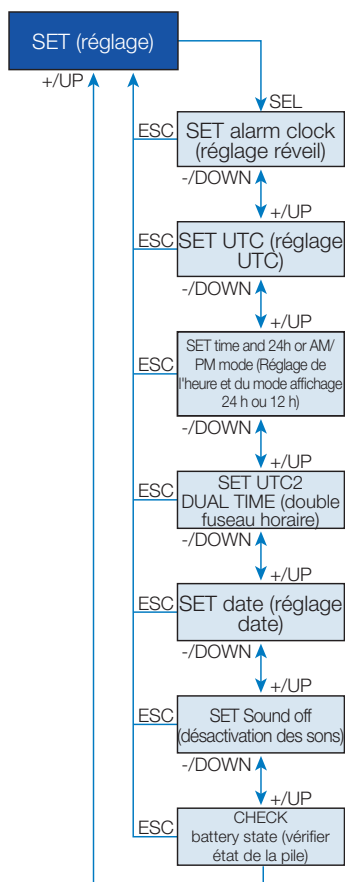 SET (réglage)
+/UP
SEL
ESC
SET alarm clock
(réglage réveil)
-/DOWN
+/UP
ESC
SET UTC (réglage
UTC)
-/DOWN
+/UP
SET time and 24h or AM/
PM mode (Réglage de
l'heure et du mode affichage
24 h ou 12 h)
ESC
-/DOWN
+/UP
ESC
SET UTC2
DUAL TIME (double
fuseau horaire)
-/DOWN
+/UP
ESC
SET date (réglage
date)
-/DOWN
+/UP
ESC
SET Sound off
(désactivation des sons)
-/DOWN
+/UP
ESC
CHECK
battery state (vérifier
état de la pile)